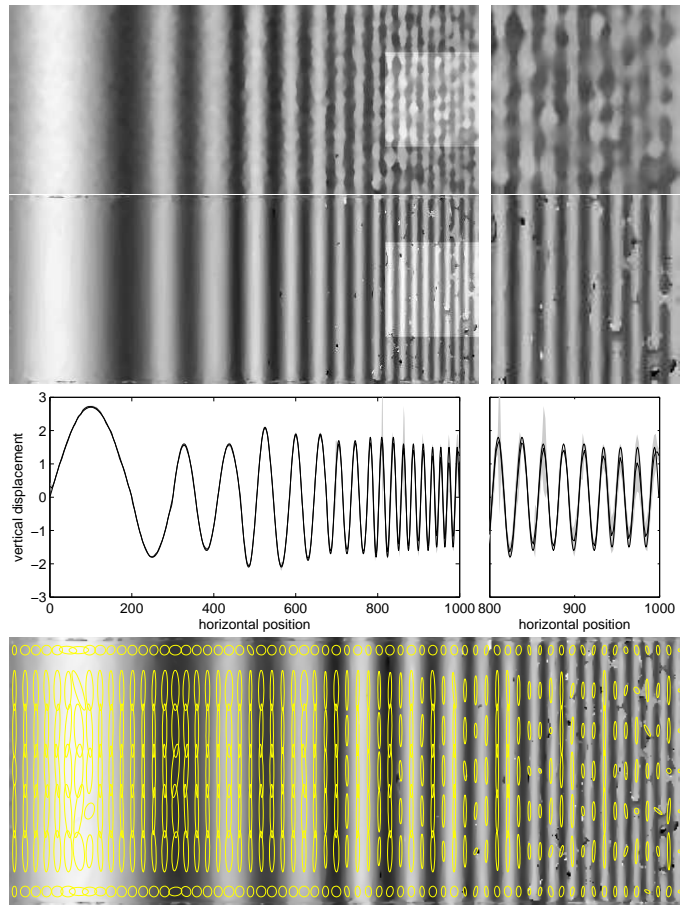 3
2
1
0
−1
−2
−3
vertical displacement
0 200 400 600 800 1000
horizontal position
800 900 1000
horizontal position